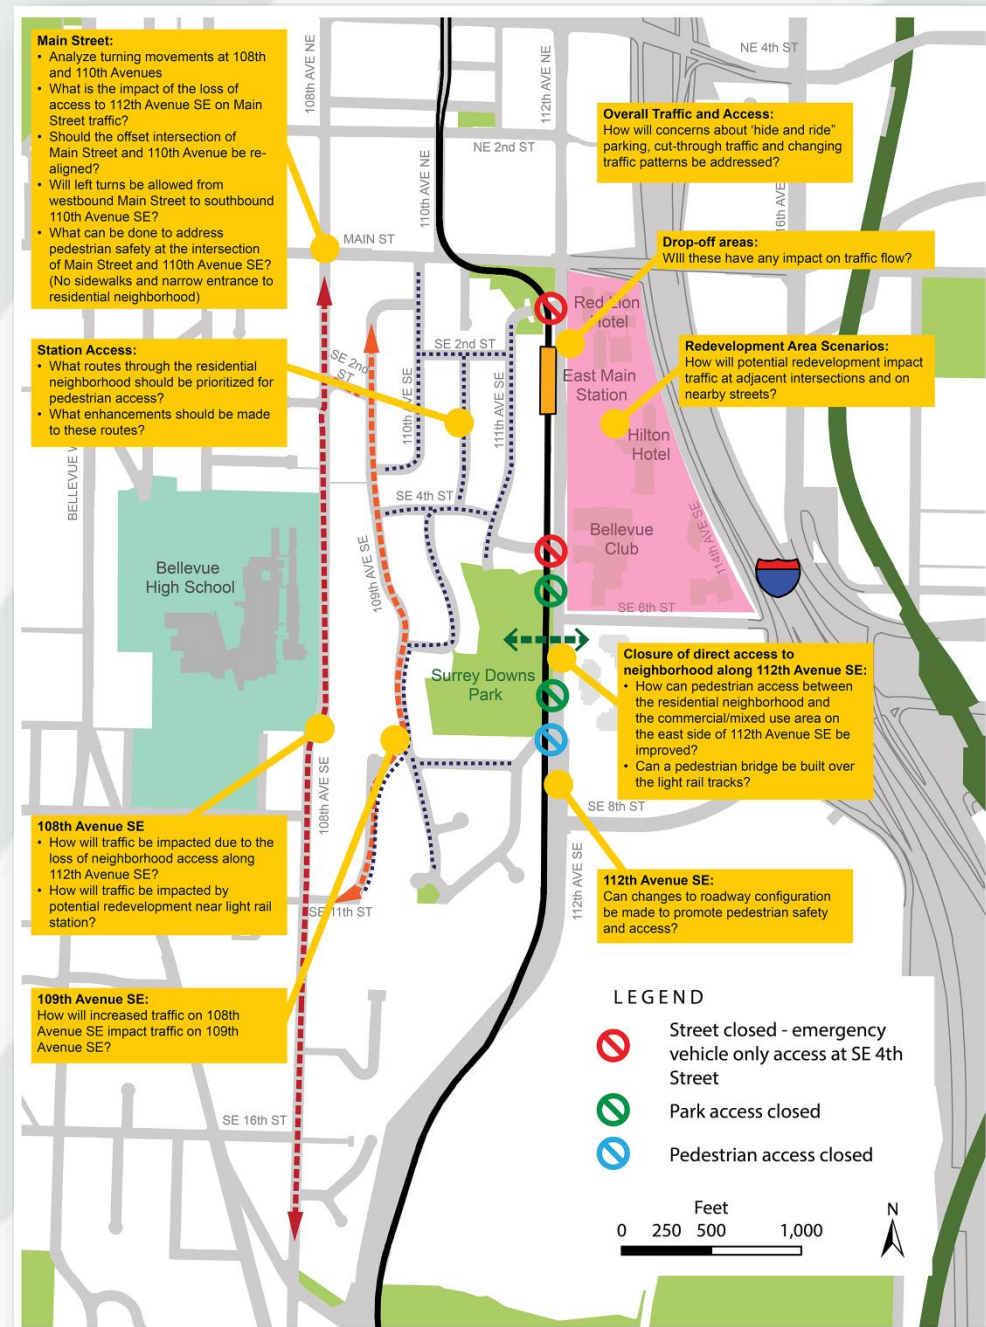 Main Street:
• Analyze turning movements at 108th
and 110th Avenues
• What is the impact of the loss of
access to 112th Avenue SE on Main
Street traffic?
• Should the offset intersection of
Main Street and 110th Avenue be re-
aligned?
• Will left turns be allowed from
westbound Main Street to southbound
110th Avenue SE?
• What can be done to address
pedestrian safety at the intersection
of Main Street and 110th Avenue SE?
(No sidewalks and narrow entrance to
residential neighborhood)
108th AVE NE
110th AVE NE
112th AVE NE
NE 4th ST
NE 2nd ST
MAIN ST
Overall Traffic and Access:
How will concerns about ‘hide and ride”
parking, cut-through traffic and changing
traffic patterns be addressed?
16th AVE
Drop-off areas:
WIll these have any impact on traffic flow?
Red Lion
Hotel
East Main
Station
Hilton
Hotel
Bellevue
Club
114th AVE SE
SE 6th ST
Redevelopment Area Scenarios:
How will potential redevelopment impact
traffic at adjacent intersections and on
nearby streets?
Station Access:
• What routes through the residential
neighborhood should be prioritized for
pedestrian access?
• What enhancements should be made
to these routes?
SE 2nd
ST
SE 2nd ST
110th AVE SE
111th AVE SE
BELLEVUE W
SE 4th ST
109th AVE SE
Bellevue
High School
Surrey Downs
Park
Closure of direct access to
neighborhood along 112th Avenue SE:
• How can pedestrian access between
the residential neighborhood and
the commercial/mixed use area on
the east side of 112th Avenue SE be
improved?
• Can a pedestrian bridge be built over
the light rail tracks?
108th AVE SE
SE 8th ST
108th Avenue SE
• How will traffic be impacted due to the
loss of neighborhood access along
112th Avenue SE?
• How will traffic be impacted by
potential redevelopment near light rail
station?
SE 11th ST
112th AVE SE
112th Avenue SE:
Can changes to roadway configuration
be made to promote pedestrian safety
and access?
109th Avenue SE:
How will increased traffic on 108th
Avenue SE impact traffic on 109th
Avenue SE?
SE 16th ST
LEGEND
Street closed - emergency
vehicle only access at SE 4th
Street
Park access closed
Pedestrian access closed
Feet
0 250 500 1,000
N